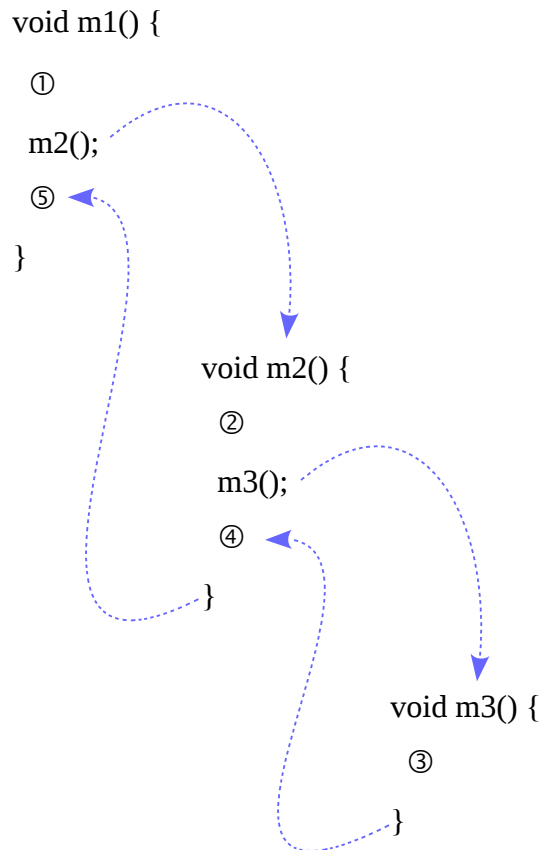 void m1() {
①
m2();
⑤
}
void m2() {
②
m3();
④
}
void m3() {
③
}